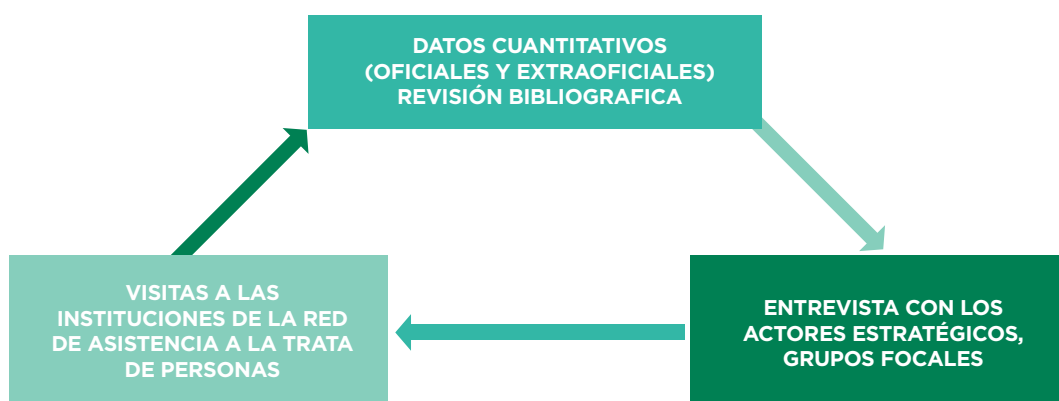 DATOS CUANTITATIVOS
(OFICIALES Y EXTRAOFICIALES)
REVISIÓN BIBLIOGRAFICA
VISITAS A LAS
INSTITUCIONES DE LA RED
DE ASISTENCIA A LA TRATA
DE PERSONAS
ENTREVISTA CON LOS
ACTORES ESTRATÉGICOS,
GRUPOS FOCALES